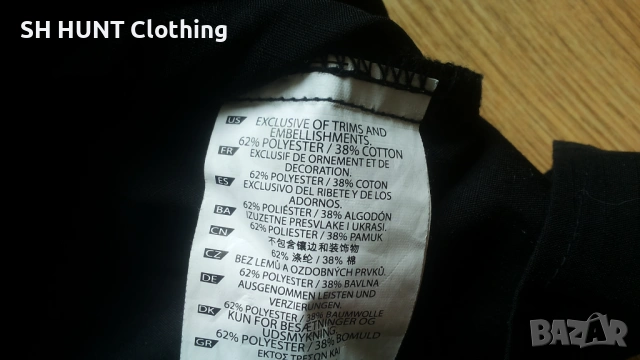 SH HUNT Clothing
US EXCLUSIVE OF TRIMS AND
EMBELLISHMENTS.
62% POLYESTER / 38% COTTON
FR EXCLUSIF DE ORNEMENT ET DE
DECORATION.
62% POLYESTER / 38% COTON
ES EXCLUSIVO DEL RIBETE Y DE LOS
ADORNOS.
62% POLIÉSTER / 38% ALGODÓN
BA IZUZETNE PRESVLAKE I UKRASI.
62% POLIESTER / 38% PAMUK
CN 不包含镶边和装饰物
62% 涤纶 / 38% 棉
CZ BEZ LEMŮ A OZDOBNÝCH PRVKŮ.
62% POLYESTER / 38% BAVLNA
DE AUSGENOMMEN LEISTEN UND
VERZIERUNGEN.
62% POLYESTER / 38% BAUMWOLLE
DK KUN FOR BESÆTNINGER OG
UDSMYKNING.
62% POLYESTER / 38% BOMULD
GR ΕΚΤΟΣ ΤΡΕΤΟΝ ΚΑΙ
BAZAR